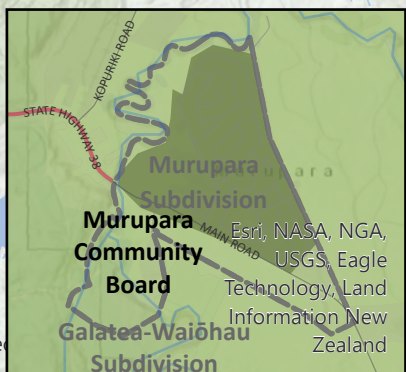 KOPURIKI ROAD
STATE HIGHWAY 38
Murupara
Subdivision
Murupara
Community
Board
MAIN ROAD
Esri, NASA, NGA,
USGS, Eagle
Technology, Land
Information New
Zealand
Galatea-Waiōhau
Subdivision